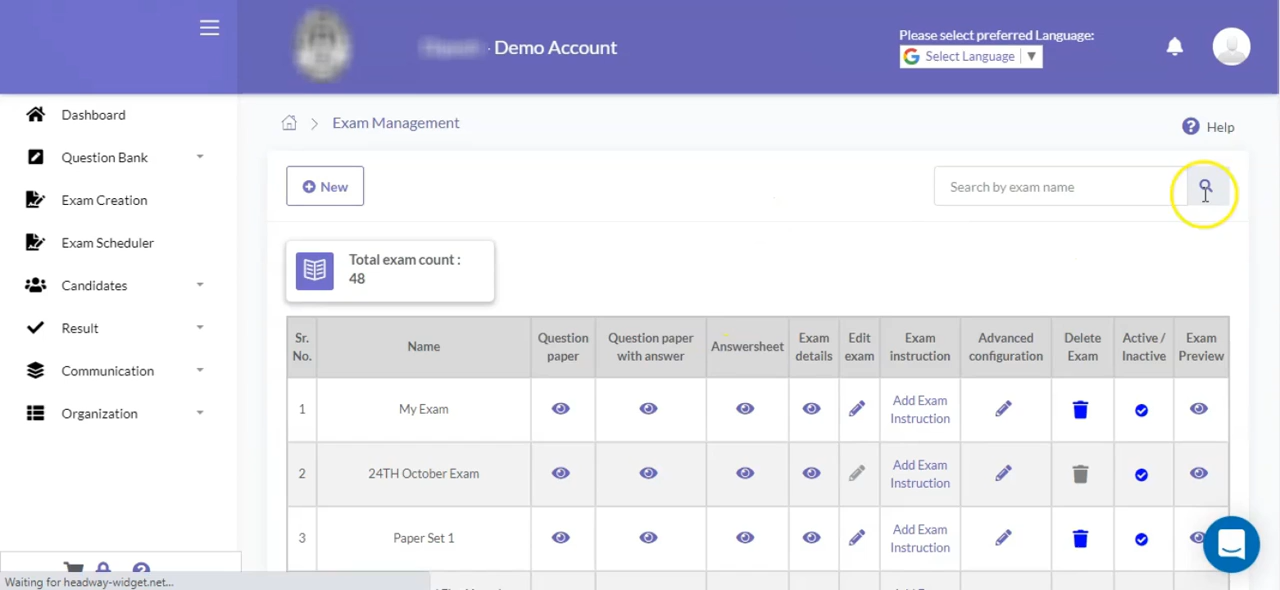 Demo Account
Please select preferred Language:
Select Language ▼
Dashboard
Question Bank
Exam Creation
Exam Scheduler
Candidates
Result
Communication
Organization
Exam Management
Help
New
Search by exam name
Total exam count :
48
Sr. No.
Name
Question paper
Question paper with answer
Answersheet
Exam details
Edit exam
Exam instruction
Advanced configuration
Delete Exam
Active / Inactive
Exam Preview
1
My Exam
Add Exam Instruction
2
24TH October Exam
Add Exam Instruction
3
Paper Set 1
Add Exam Instruction
Waiting for headway-widget.net...